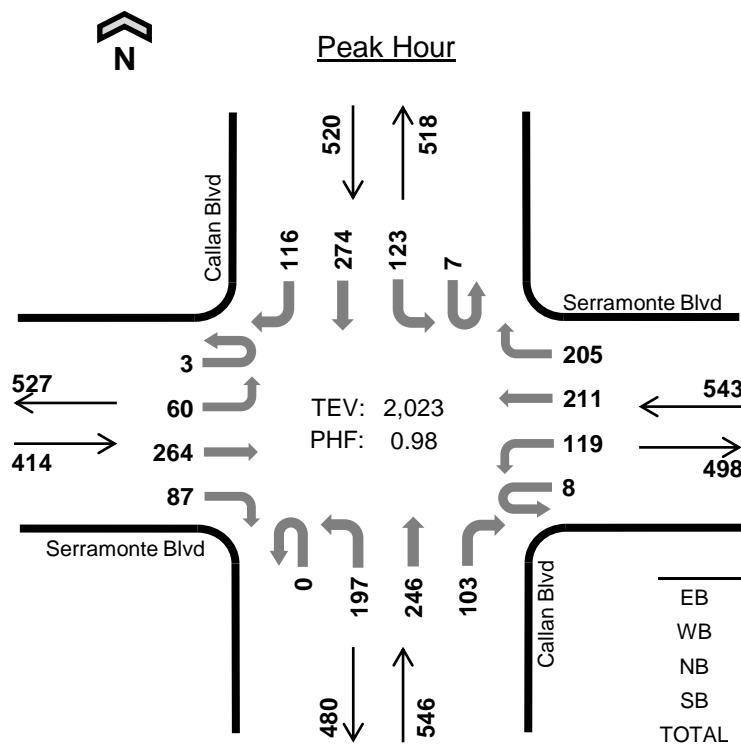 N
Peak Hour
520
518
Callan Blvd
116
274
123
7
Serramonte Blvd
3
205
527
60
TEV: 2,023
211
543
414
264
PHF: 0.98
119
498
87
8
Serramonte Blvd
0
197
246
103
Callan Blvd
EB
WB
NB
SB
TOTAL
480
546